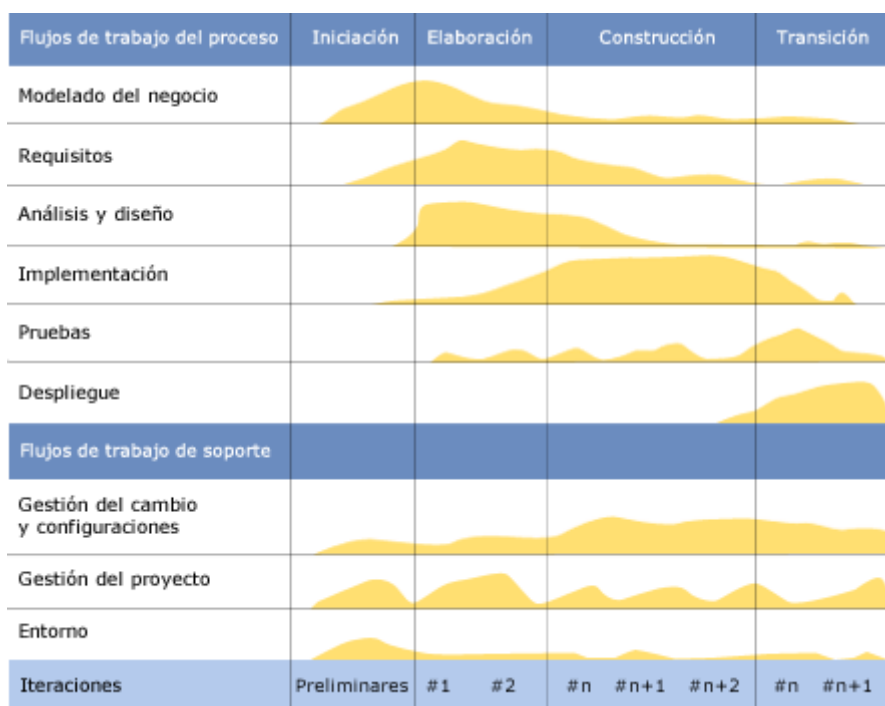 Flujos de trabajo del proceso Iniciación Elaboración Construcción Transición
Modelado del negocio
Requisitos
Análisis y diseño
Implementación
Pruebas
Despliegue
Flujos de trabajo de soporte
Gestión del cambio
y configuraciones
Gestión del proyecto
Entorno
Iteraciones Preliminares #1 #2 #n #n+1 #n+2 #n #n+1